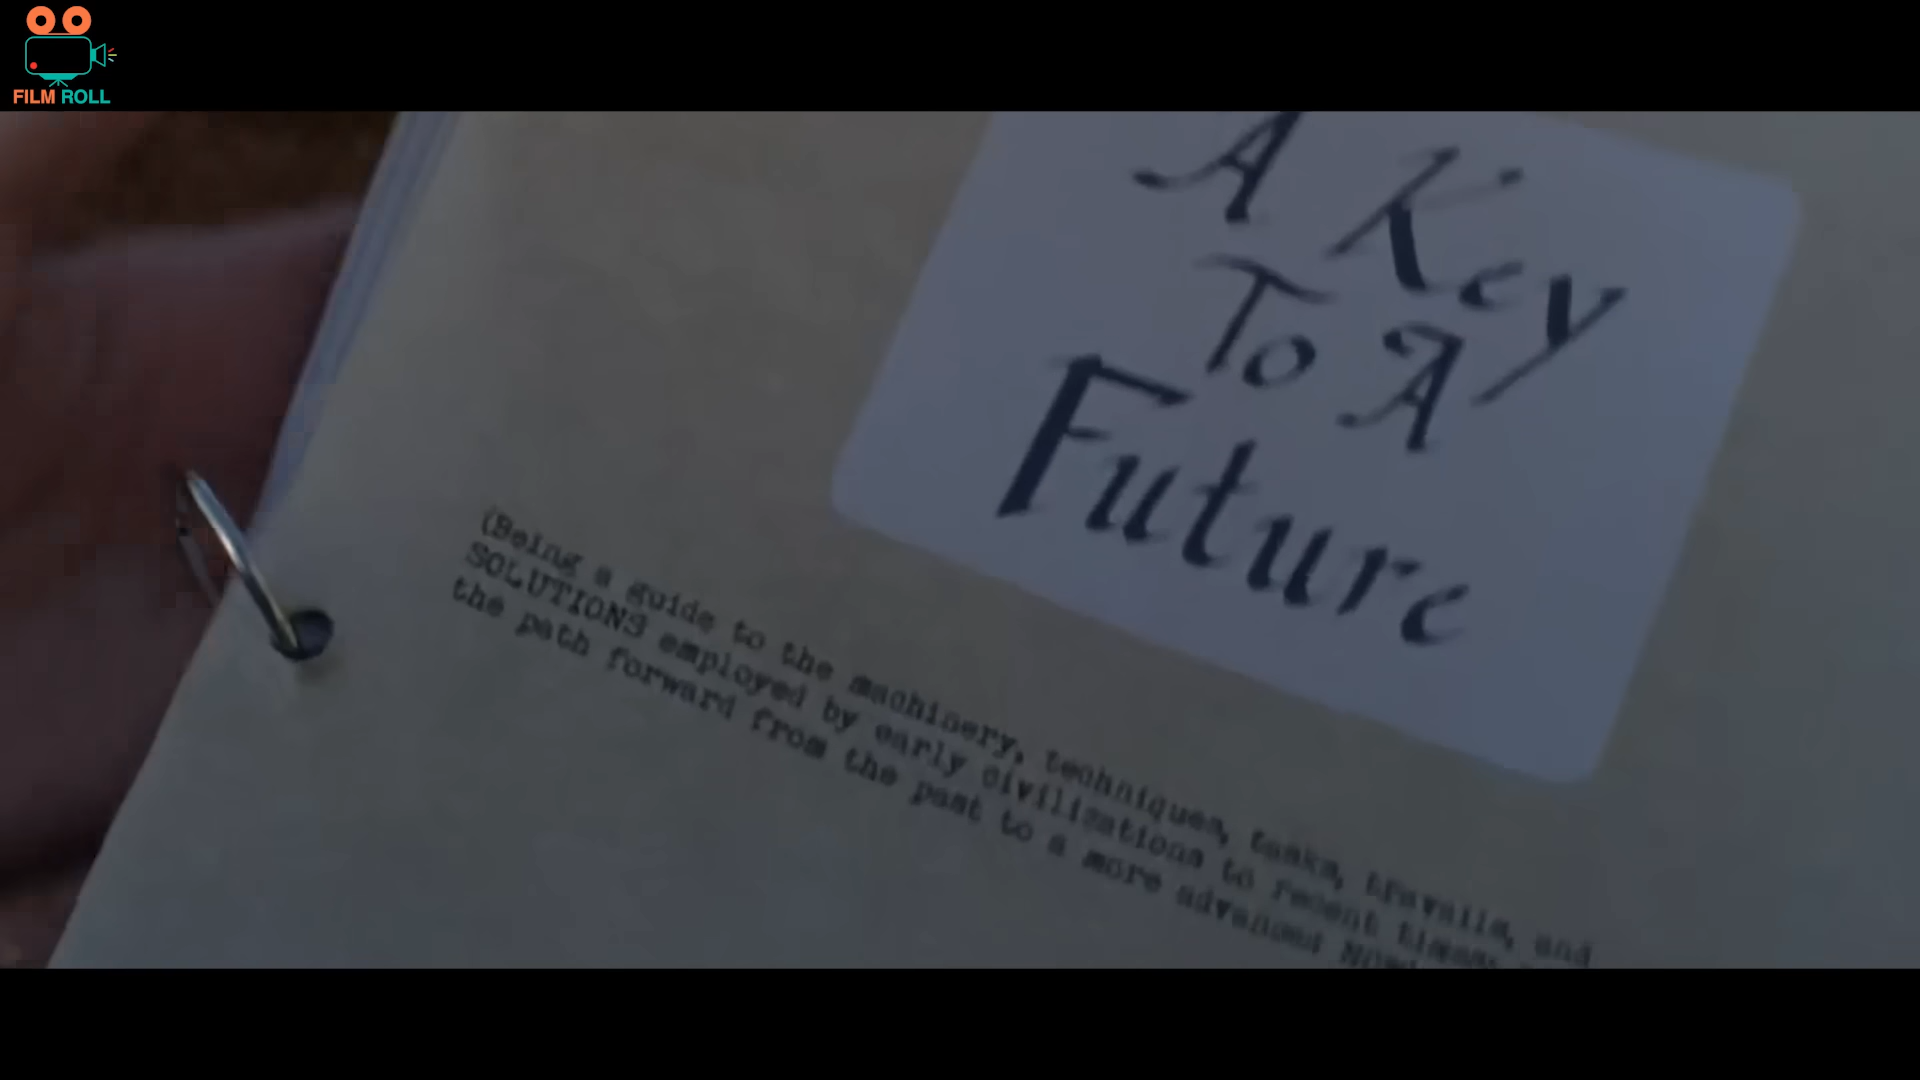 FILM ROLL
A Key
To A
Future
(Being a guide to the machinery, techniques, tasks, travails, and
SOLUTIONS employed by early civilizations to recent times
the path forward from the past to a more advanced